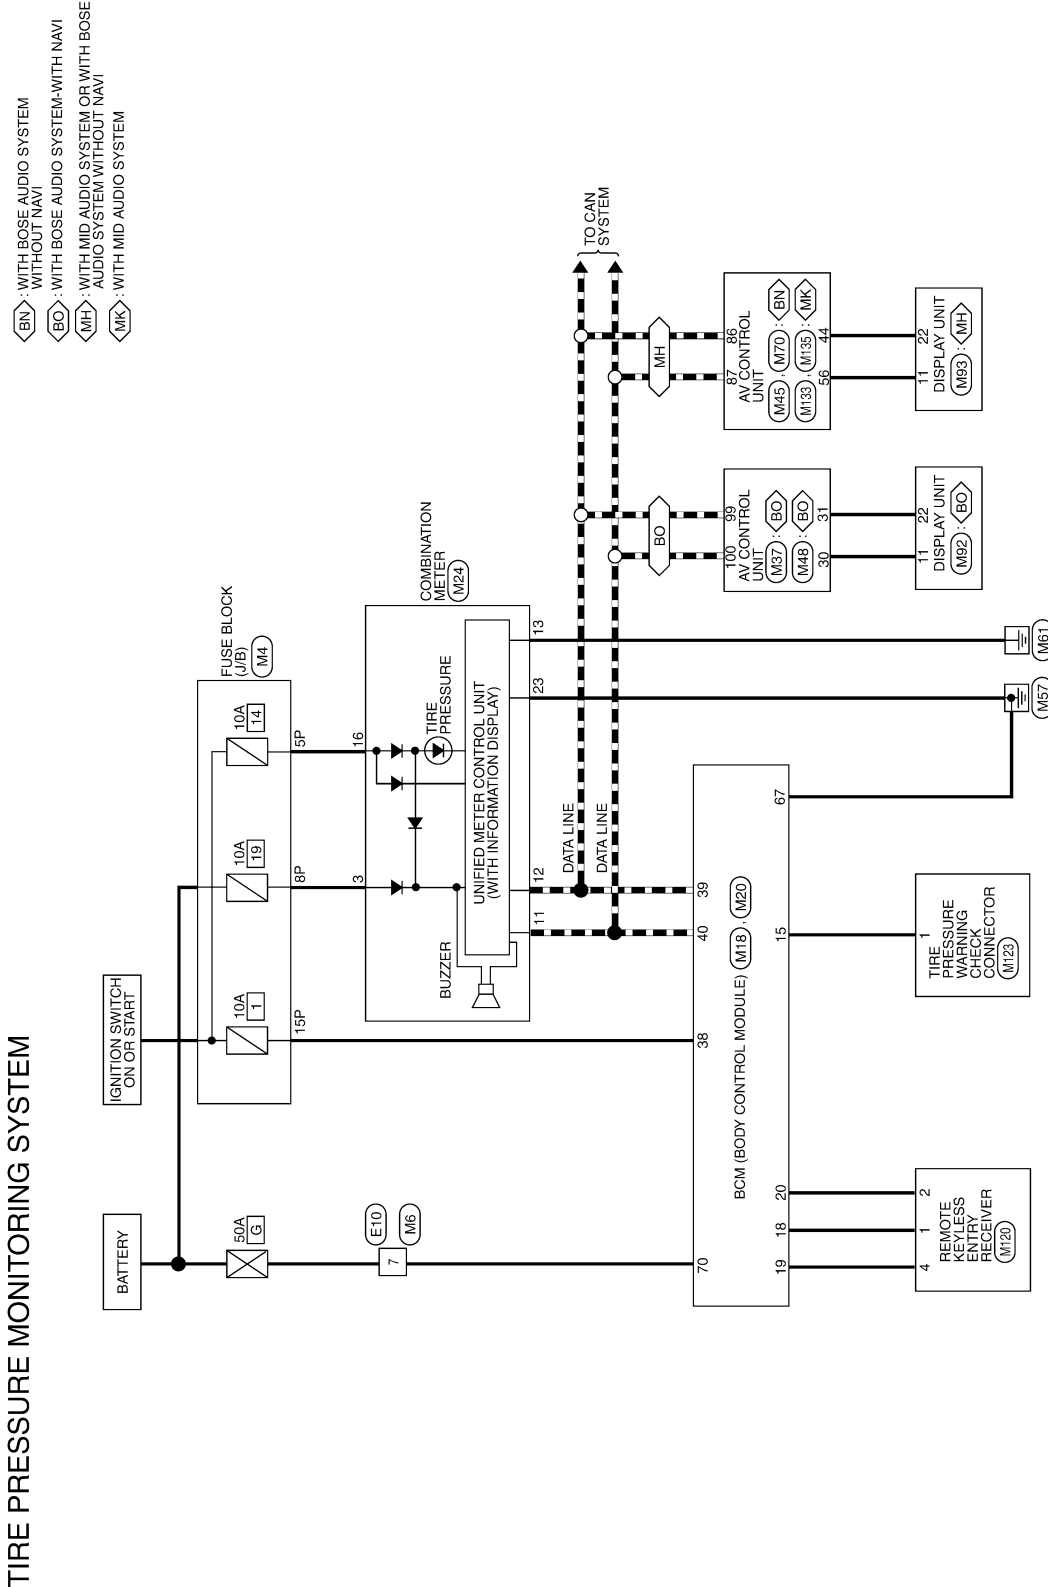 TIRE PRESSURE MONITORING SYSTEM
BN : WITH BOSE AUDIO SYSTEM
WITHOUT NAVI
BO : WITH BOSE AUDIO SYSTEM-WITH NAVI
MH : WITH MID AUDIO SYSTEM OR WITH BOSE
AUDIO SYSTEM WITHOUT NAVI
MK : WITH MID AUDIO SYSTEM
BATTERY
IGNITION SWITCH
ON OR START
50A
G
10A
1
10A
19
10A
14
FUSE BLOCK
(J/B)
M4
15P
8P
5P
7
E10
M6
3
16
COMBINATION
METER
M24
TIRE
PRESSURE
BUZZER
UNIFIED METER CONTROL UNIT
(WITH INFORMATION DISPLAY)
11
12
23
13
DATA LINE
DATA LINE
TO CAN
SYSTEM
BO
MH
70
38
40
39
BCM (BODY CONTROL MODULE) M18 , M20
19
18
20
15
67
100
99
AV CONTROL
UNIT
M37 : BO
M48 : BO
30
31
87
86
AV CONTROL
UNIT
M45 , M70 : BN
M133 , M135 : MK
56
44
4
1
2
REMOTE
KEYLESS
ENTRY
RECEIVER
M120
1
TIRE
PRESSURE
WARNING
CHECK
CONNECTOR
M123
11
22
DISPLAY UNIT
M92 : BO
11
22
DISPLAY UNIT
M93 : MH
M57
M61